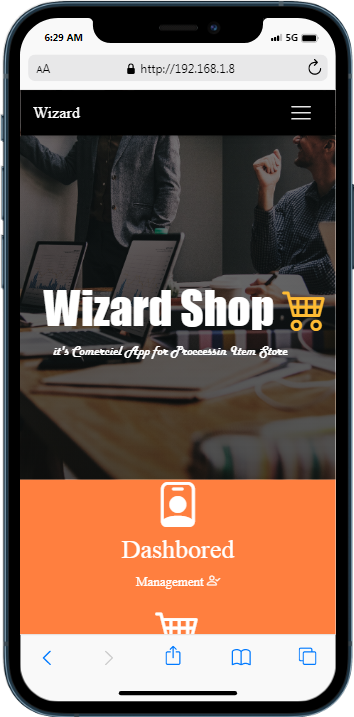 6:29 AM 5G
AA http://192.168.1.8
Wizard
Wizard Shop
it's Comerciel App for Proccessin Item Store
Dashbored
Management